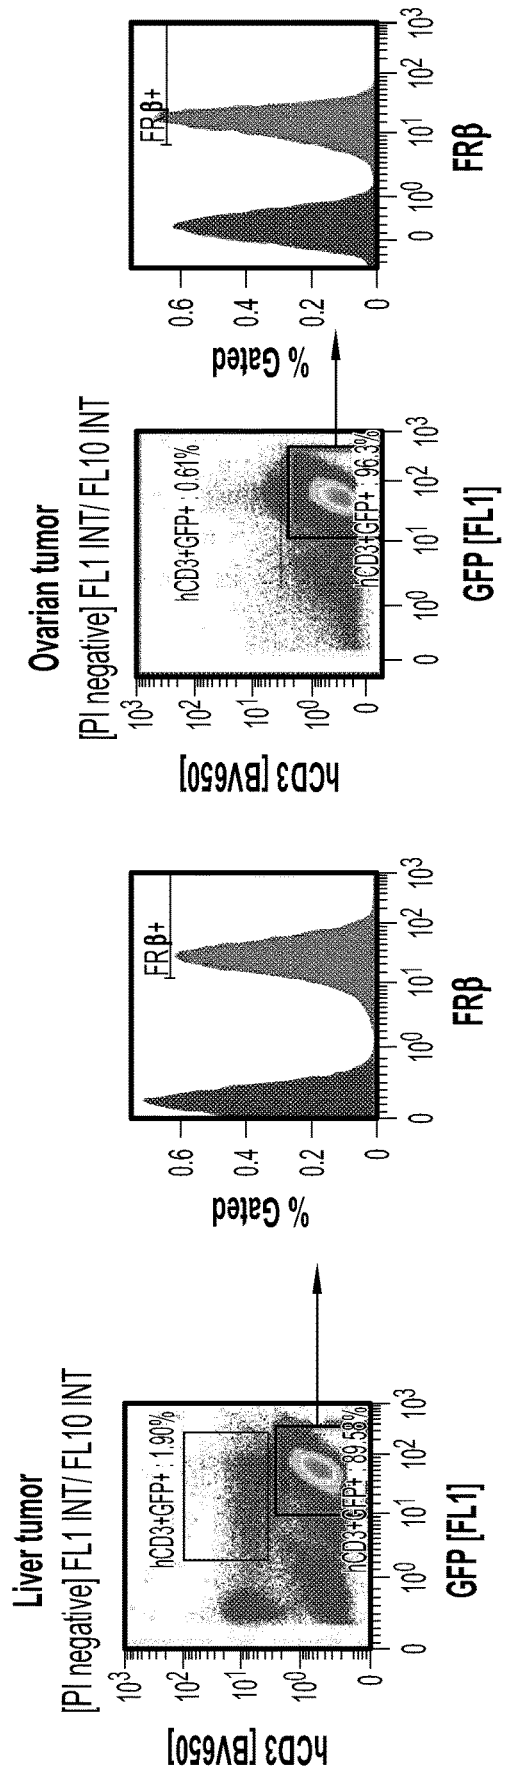 Liver tumor
[PI negative] FL1 INT/ FL10 INT
hCD3 [BV650]
10³
10²
10¹
10⁰
0
hCD3+GFP+ : 1.90%
hCD3+GFP+ : 89.58%
0
10⁰
10¹
10²
10³
GFP [FL1]
% Gated
0.6
0.4
0.2
0
FRβ+
0
10⁰
10¹
10²
10³
FRβ
Ovarian tumor
[PI negative] FL1 INT/ FL10 INT
hCD3 [BV650]
10³
10²
10¹
10⁰
0
hCD3+GFP+ : 0.61%
hCD3+GFP+ : 96.3%
0
10⁰
10¹
10²
10³
GFP [FL1]
% Gated
0.6
0.4
0.2
0
FRβ+
0
10⁰
10¹
10²
10³
FRβ